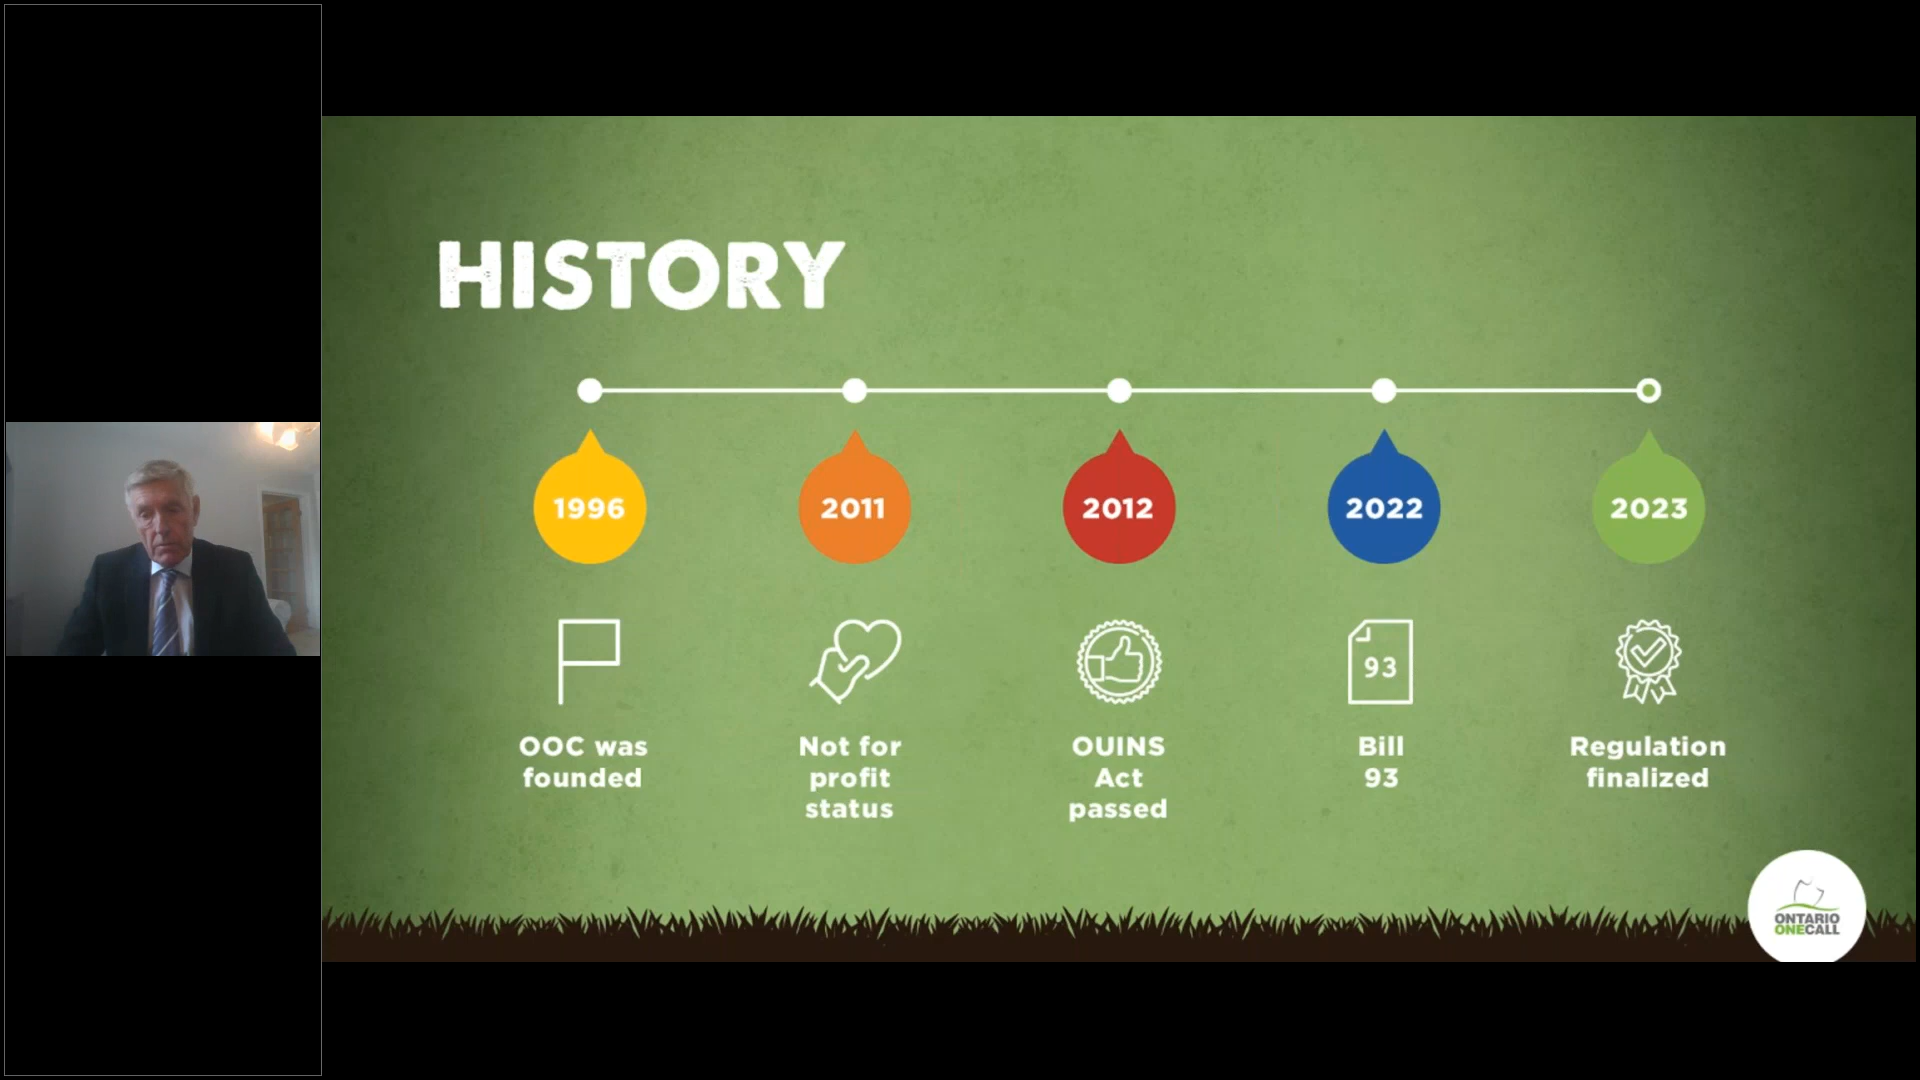 HISTORY
1996
2011
2012
2022
2023
93
OOC was
founded
Not for
profit
status
OUINS
Act
passed
Bill
93
Regulation
finalized
ONTARIO
ONECALL